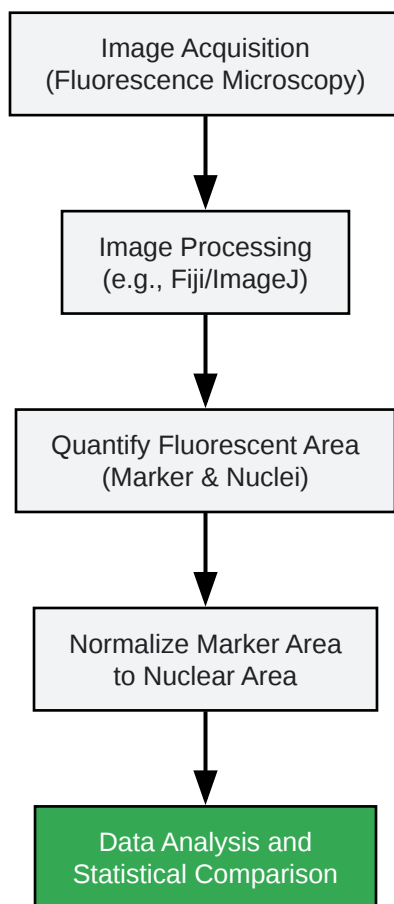 Image Acquisition
(Fluorescence Microscopy)
Image Processing
(e.g., Fiji/ImageJ)
Quantify Fluorescent Area
(Marker & Nuclei)
Normalize Marker Area
to Nuclear Area
Data Analysis and
Statistical Comparison